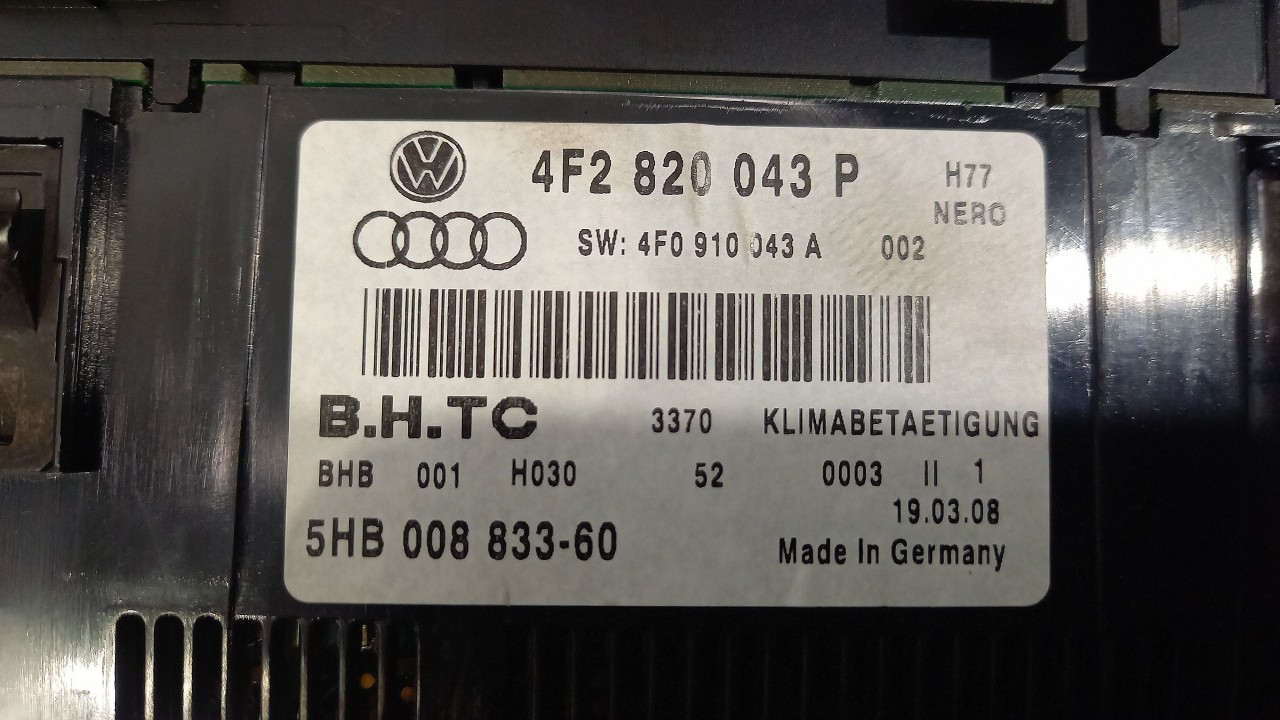 4F2 820 043 P
H77
NERO
SW: 4F0 910 043 A 002
B.H.TC 3370 KLIMABETAETIGUNG
BHB 001 H030 52 0003 II 1
19.03.08
5HB 008 833-60
Made In Germany